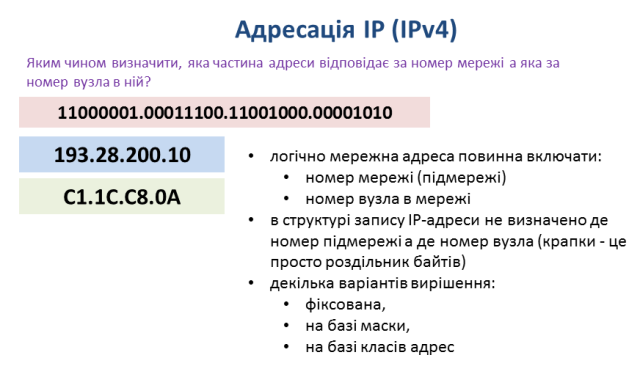 Адресація IP (IPv4)
Яким чином визначити, яка частина адреси відповідає за номер мережі а яка за
номер вузла в ній?
11000001.00011100.11001000.00001010
193.28.200.10
C1.1C.C8.0A
• логічно мережна адреса повинна включати:
• номер мережі (підмережі)
• номер вузла в мережі
• в структурі запису IP-адреси не визначено де
номер підмережі а де номер вузла (крапки - це
просто роздільник байтів)
• декілька варіантів вирішення:
• фіксована,
• на базі маски,
• на базі класів адрес